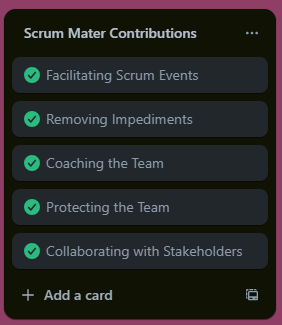 Scrum Mater Contributions
Facilitating Scrum Events
Removing Impediments
Coaching the Team
Protecting the Team
Collaborating with Stakeholders
Add a card